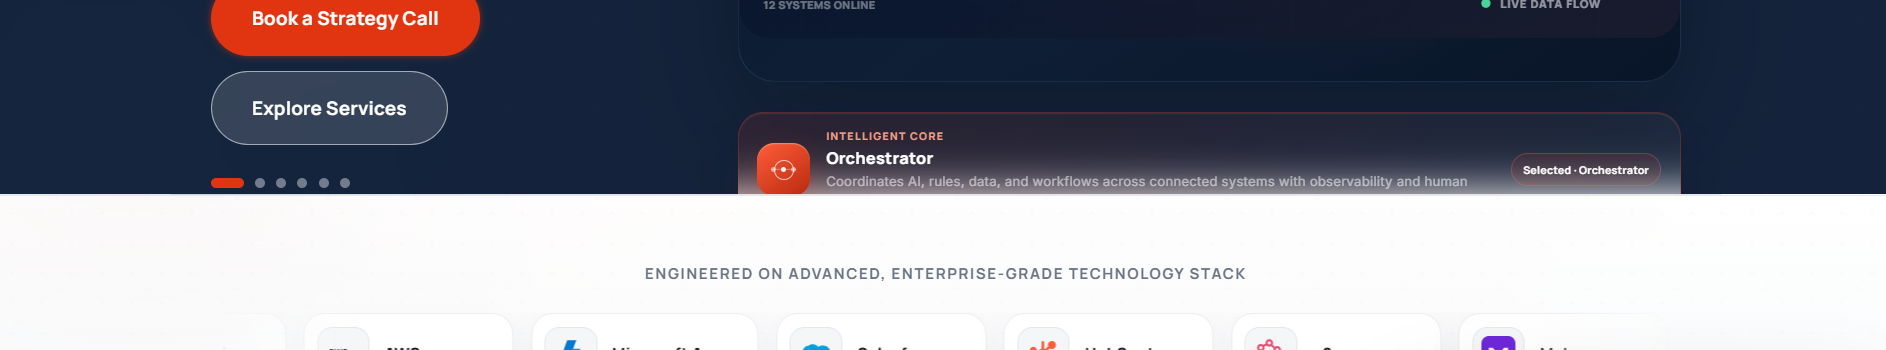 Book a Strategy Call
Explore Services
12 SYSTEMS ONLINE
LIVE DATA FLOW
INTELLIGENT CORE
Orchestrator
Coordinates AI, rules, data, and workflows across connected systems with observability and human
Selected · Orchestrator
ENGINEERED ON ADVANCED, ENTERPRISE-GRADE TECHNOLOGY STACK
AWS